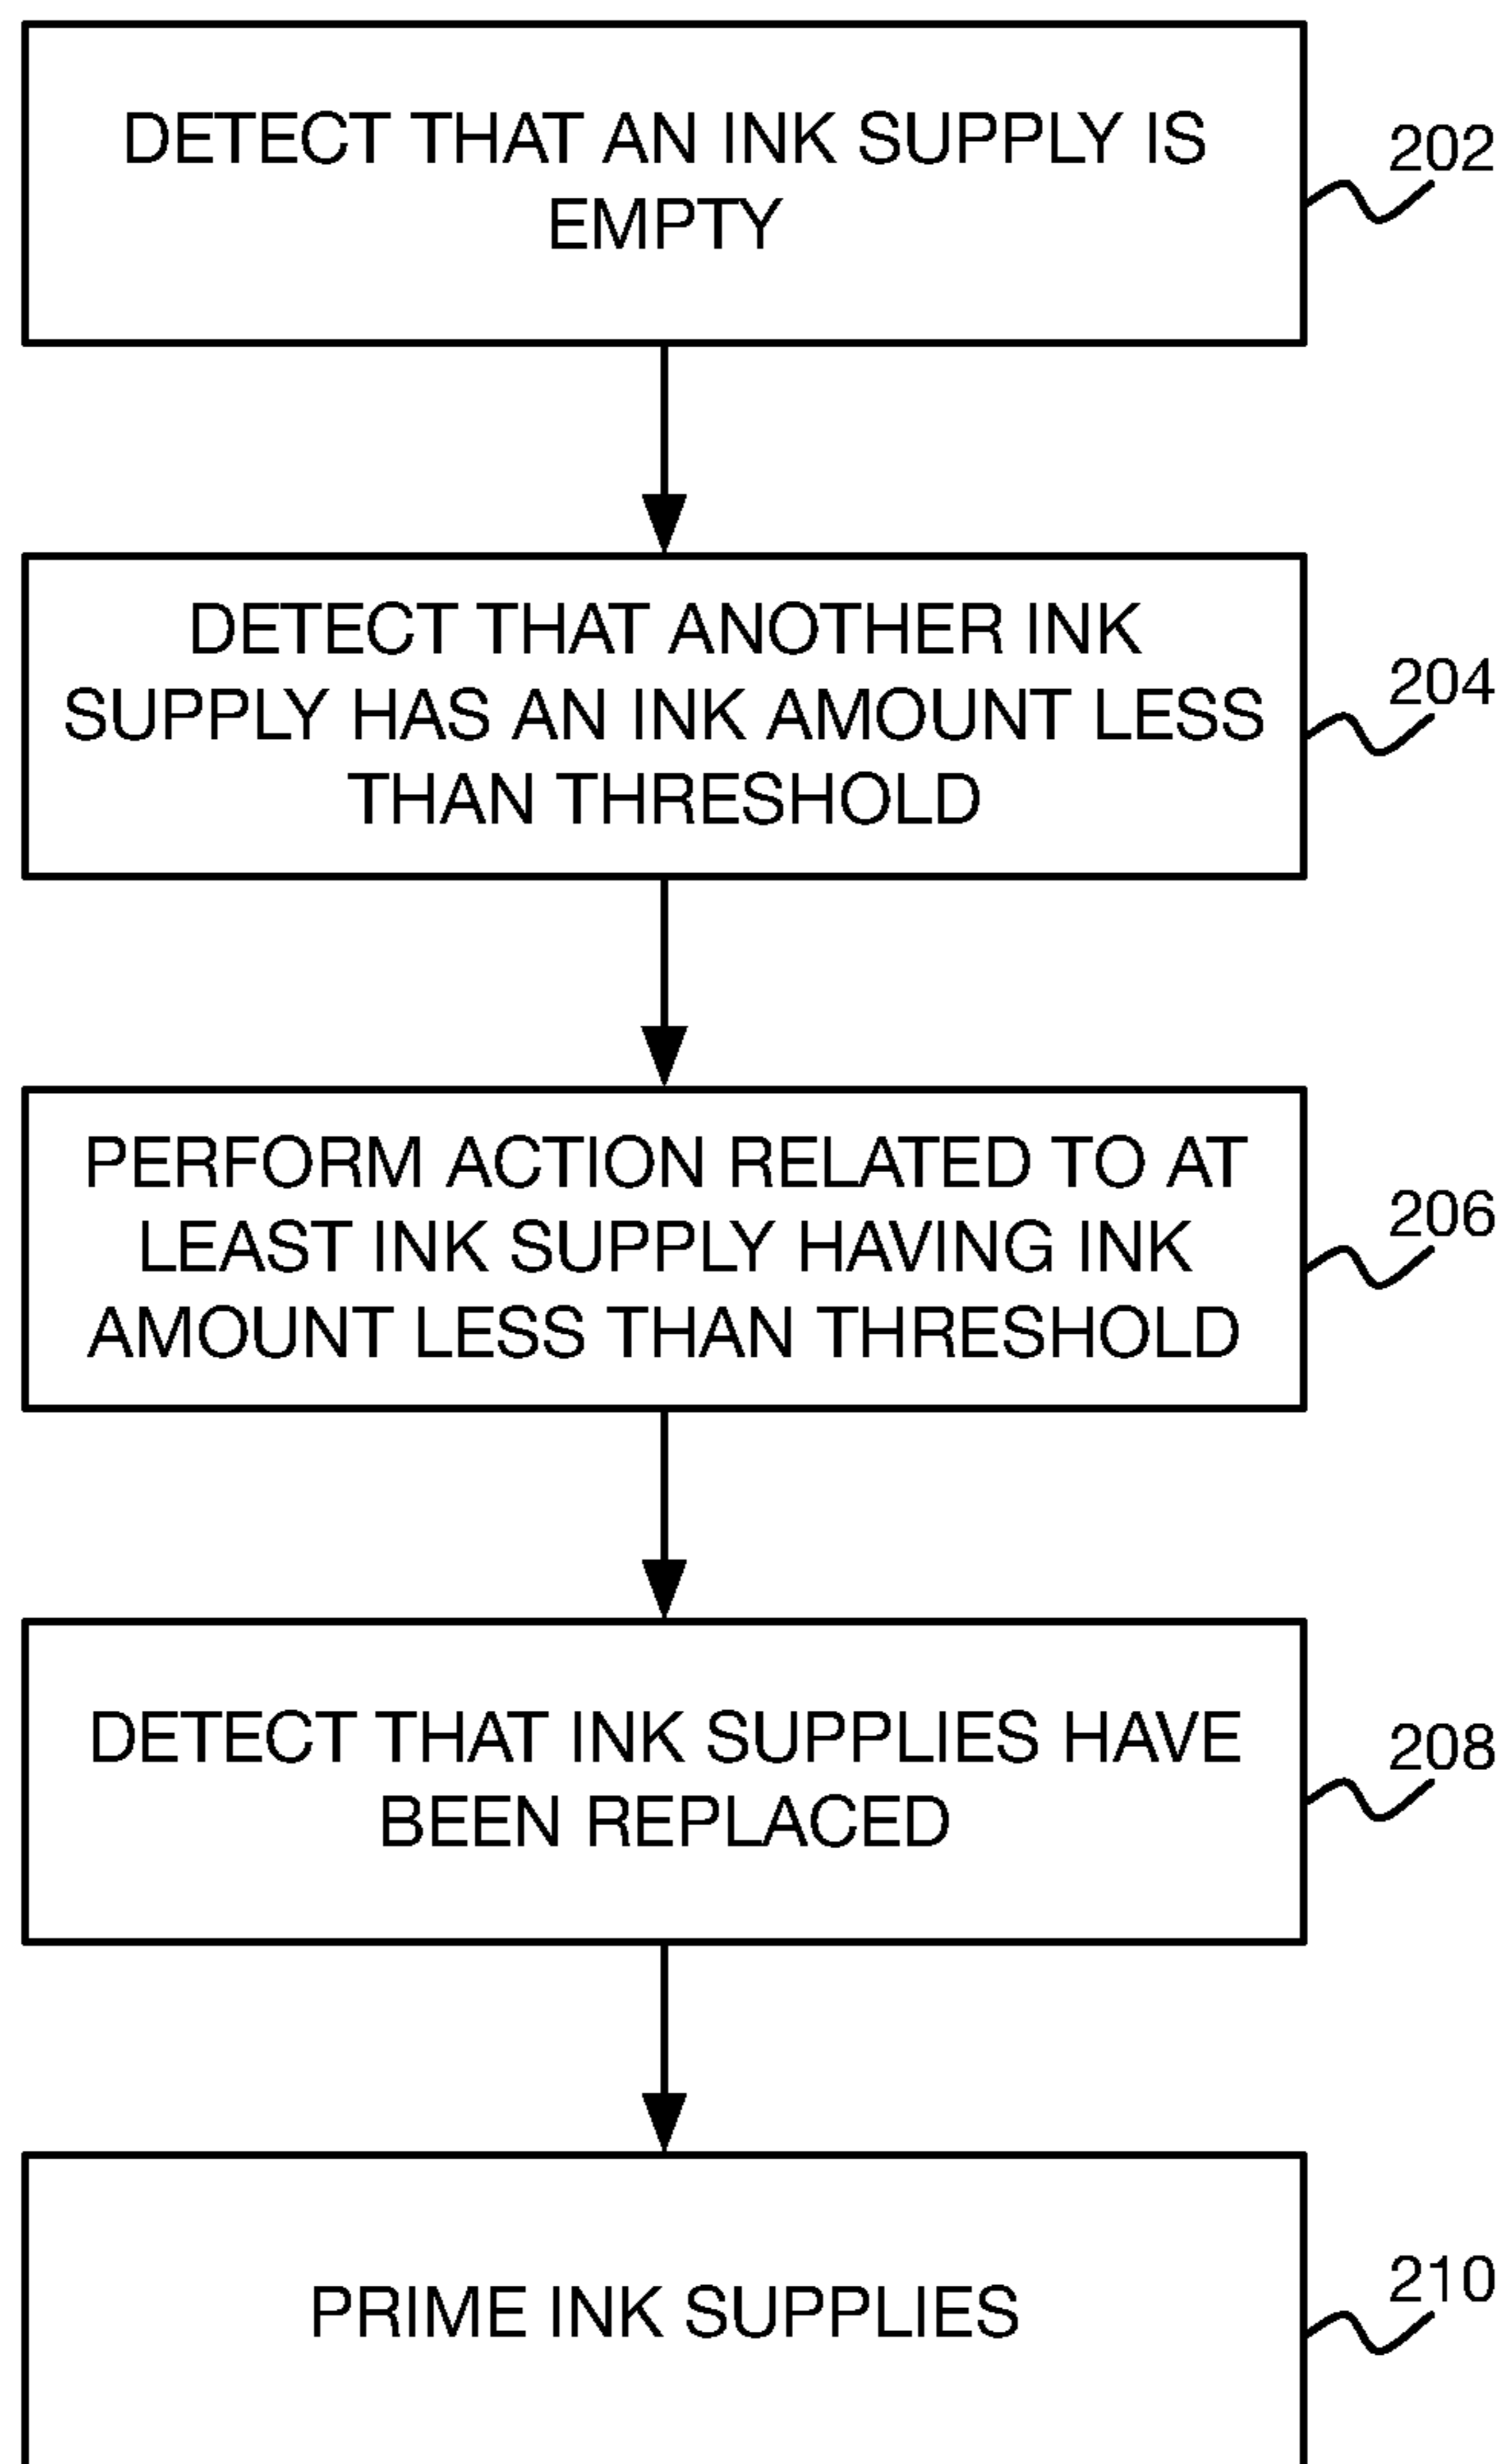 DETECT THAT AN INK SUPPLY IS
EMPTY
202
DETECT THAT ANOTHER INK
SUPPLY HAS AN INK AMOUNT LESS
THAN THRESHOLD
204
PERFORM ACTION RELATED TO AT
LEAST INK SUPPLY HAVING INK
AMOUNT LESS THAN THRESHOLD
206
DETECT THAT INK SUPPLIES HAVE
BEEN REPLACED
208
PRIME INK SUPPLIES
210